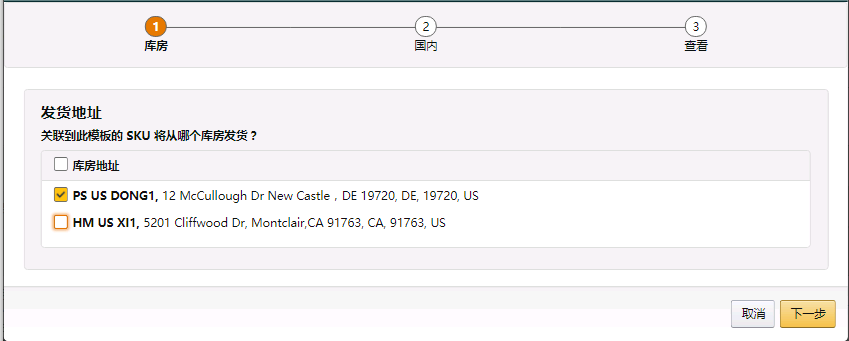 1 2 3
库房 国内 查看
发货地址
关联到此模板的 SKU 将从哪个库房发货？
库房地址
PS US DONG1, 12 McCullough Dr New Castle，DE 19720, DE, 19720, US
HM US XI1, 5201 Cliffwood Dr, Montclair,CA 91763, CA, 91763, US
取消 下一步